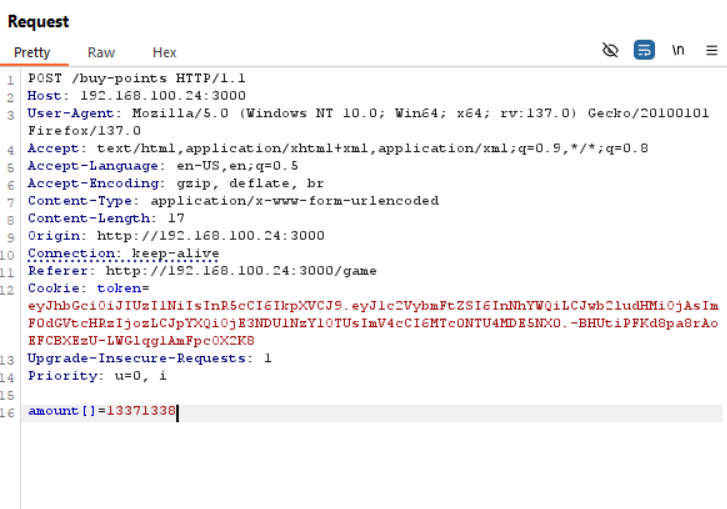 Request
Pretty Raw Hex \n
1 POST /buy-points HTTP/1.1
2 Host: 192.168.100.24:3000
3 User-Agent: Mozilla/5.0 (Windows NT 10.0; Win64; x64; rv:137.0) Gecko/20100101
Firefox/137.0
4 Accept: text/html,application/xhtml+xml,application/xml;q=0.9,*/*;q=0.8
5 Accept-Language: en-US,en;q=0.5
6 Accept-Encoding: gzip, deflate, br
7 Content-Type: application/x-www-form-urlencoded
8 Content-Length: 17
9 Origin: http://192.168.100.24:3000
10 Connection: keep-alive
11 Referer: http://192.168.100.24:3000/game
12 Cookie: token=
eyJhbGciOiJIUzI1NiIsInR5cCI6IkpXVCJ9.eyJ1c2VybmFtZSI6InNhYWQiLCJwb2ludHMiOjAsIm
F0dGVtcHRzIjozLCJpYXQiOjE3NDU1NzY1OTUsImV4cCI6MTc0NTU4MDE5NX0.-BHUtiPFKd8pa8rAo
EFCBXEzU-LWGlqglAmFpc0X2K8
13 Upgrade-Insecure-Requests: 1
14 Priority: u=0, i
15
16 amount[]=13371338